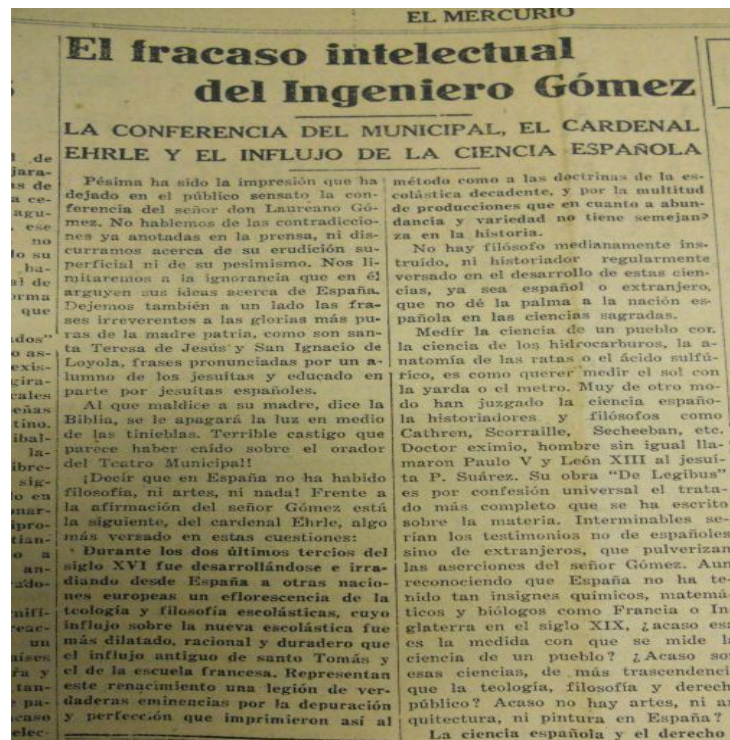 EL MERCURIO
El fracaso intelectual
del Ingeniero Gómez
LA CONFERENCIA DEL MUNICIPAL, EL CARDENAL
EHRLE Y EL INFLUJO DE LA CIENCIA ESPAÑOLA
Pésima ha sido la impresión que ha
dejado en el público sensato la con-
ferencia del señor don Laureano Gó-
mez. No hablemos de las contradiccio-
nes ya anotadas en la prensa, ni dis-
curramos acerca de su erudición su-
perficial ni de su pesimismo. Nos li-
mitaremos a la ignorancia que en él
arguyen sus ideas acerca de España.
Dejemos también a un lado las fra-
ses irreverentes a las glorias más pu-
ras de la madre patria, como son san-
ta Teresa de Jesús y San Ignacio de
Loyola, frases pronunciadas por un a-
lumno de los jesuítas y educado en
parte por jesuítas españoles.
Al que maldice a su madre, dice la
Biblia, se le apagará la luz en medio
de las tinieblas. Terrible castigo que
parece haber caído sobre el orador
del Teatro Municipal!
¡Decir que en España no ha habido
filosofía, ni artes, ni nada! Frente a
la afirmación del señor Gómez está
la siguiente, del cardenal Ehrle, algo
más versado en estas cuestiones:
Durante los dos últimos tercios del
siglo XVI fue desarrollándose e irra-
diando desde España a otras nacio-
nes europeas un eflorescencia de la
teología y filosofía escolásticas, cuyo
influjo sobre la nueva escolástica fue
más dilatado, racional y duradero que
el influjo antiguo de santo Tomás y
el de la escuela francesa. Representan
este renacimiento una legión de ver-
daderas eminencias por la depuración
y perfección que imprimieron así al
método como a las doctrinas de la es-
colástica decadente, y por la multitud
de producciones que en cuanto a abun-
dancia y variedad no tiene semejan-
za en la historia.
No hay filósofo medianamente ins-
truído, ni historiador regularmente
versado en el desarrollo de estas cien-
cias, ya sea español o extranjero,
que no dé la palma a la nación es-
pañola en las ciencias sagradas.
Medir la ciencia de un pueblo con
la ciencia de los hidrocarburos, la a-
natomía de las ratas o el ácido sulfú-
rico, es como querer medir el sol con
la yarda o el metro. Muy de otro mo-
do han juzgado la ciencia españo-
la historiadores y filósofos como
Cathren, Scorraille, Secheeban, etc.
Doctor eximio, hombre sin igual lla-
maron Paulo V y León XIII al jesuí-
ta P. Suárez. Su obra "De Legibus"
es por confesión universal el trata-
do más completo que se ha escrito
sobre la materia. Interminables se-
rían los testimonios no de españoles
sino de extranjeros, que pulverizan
las aserciones del señor Gómez. Aun
reconociendo que España no ha te-
nido tan insignes químicos, matemá-
ticos y biólogos como Francia o In-
glaterra en el siglo XIX, ¿acaso esa
es la medida con que se mide la
ciencia de un pueblo? ¿Acaso so
esas ciencias, de más trascendenci
que la teología, filosofía y derech
público? Acaso no hay artes, ni ar
quitectura, ni pintura en España?
La ciencia española y el derecho